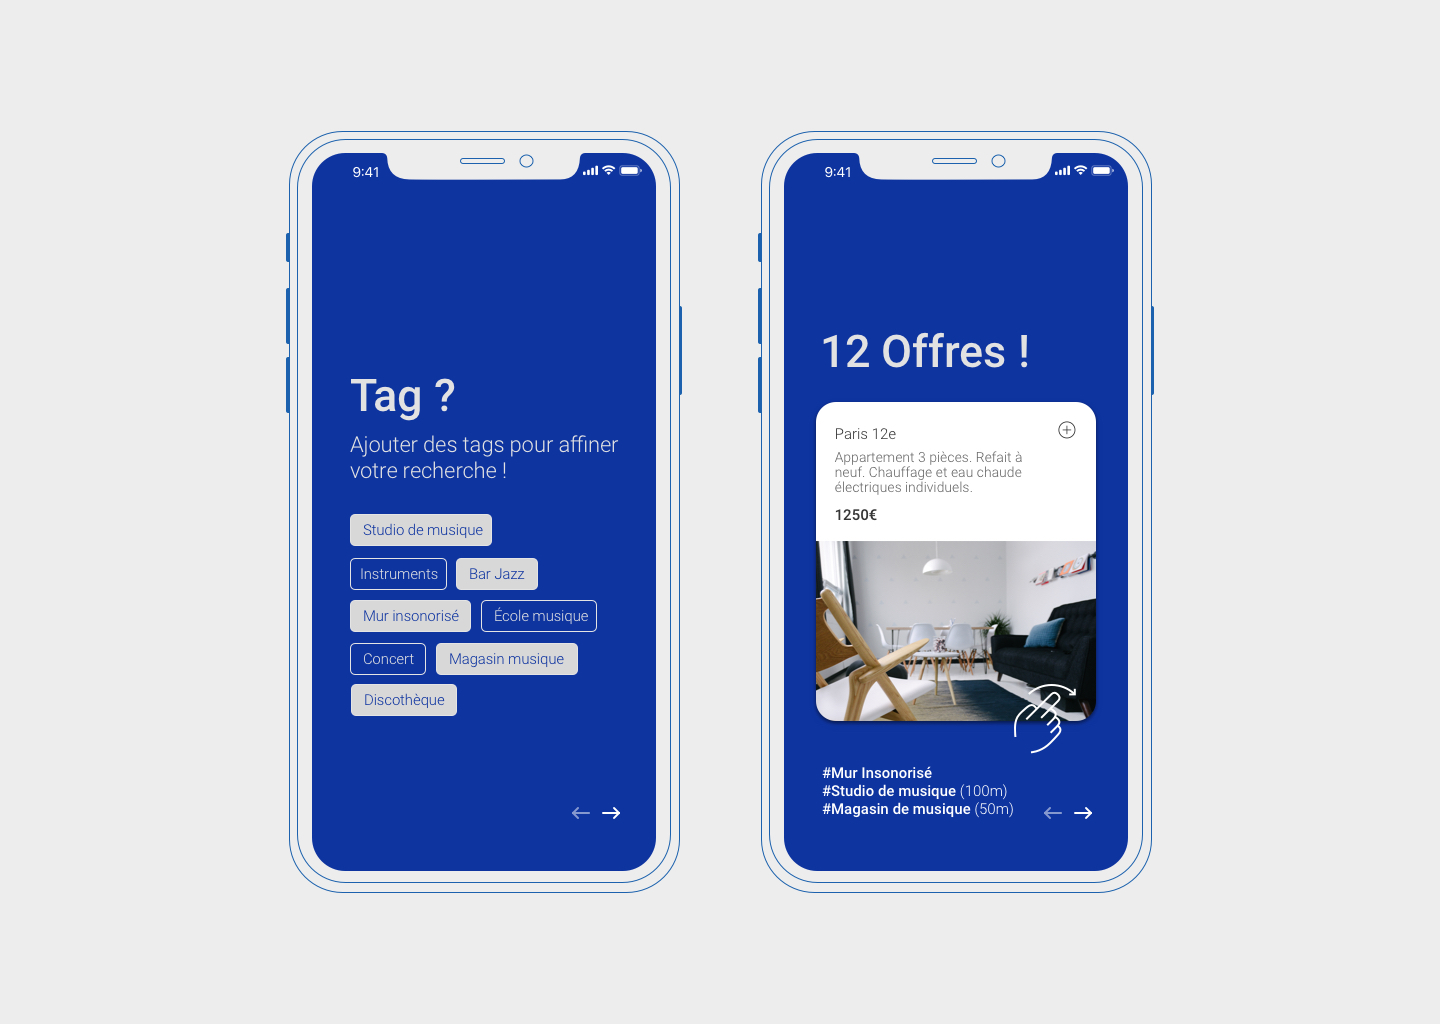 9:41
Tag ?
Ajouter des tags pour affiner
votre recherche !
Studio de musique
Instruments
Bar Jazz
Mur insonorisé
École musique
Concert
Magasin musique
Discothèque
9:41
12 Offres !
Paris 12e
Appartement 3 pièces. Refait à
neuf. Chauffage et eau chaude
électriques individuels.
1250€
#Mur Insonorisé
#Studio de musique (100m)
#Magasin de musique (50m)